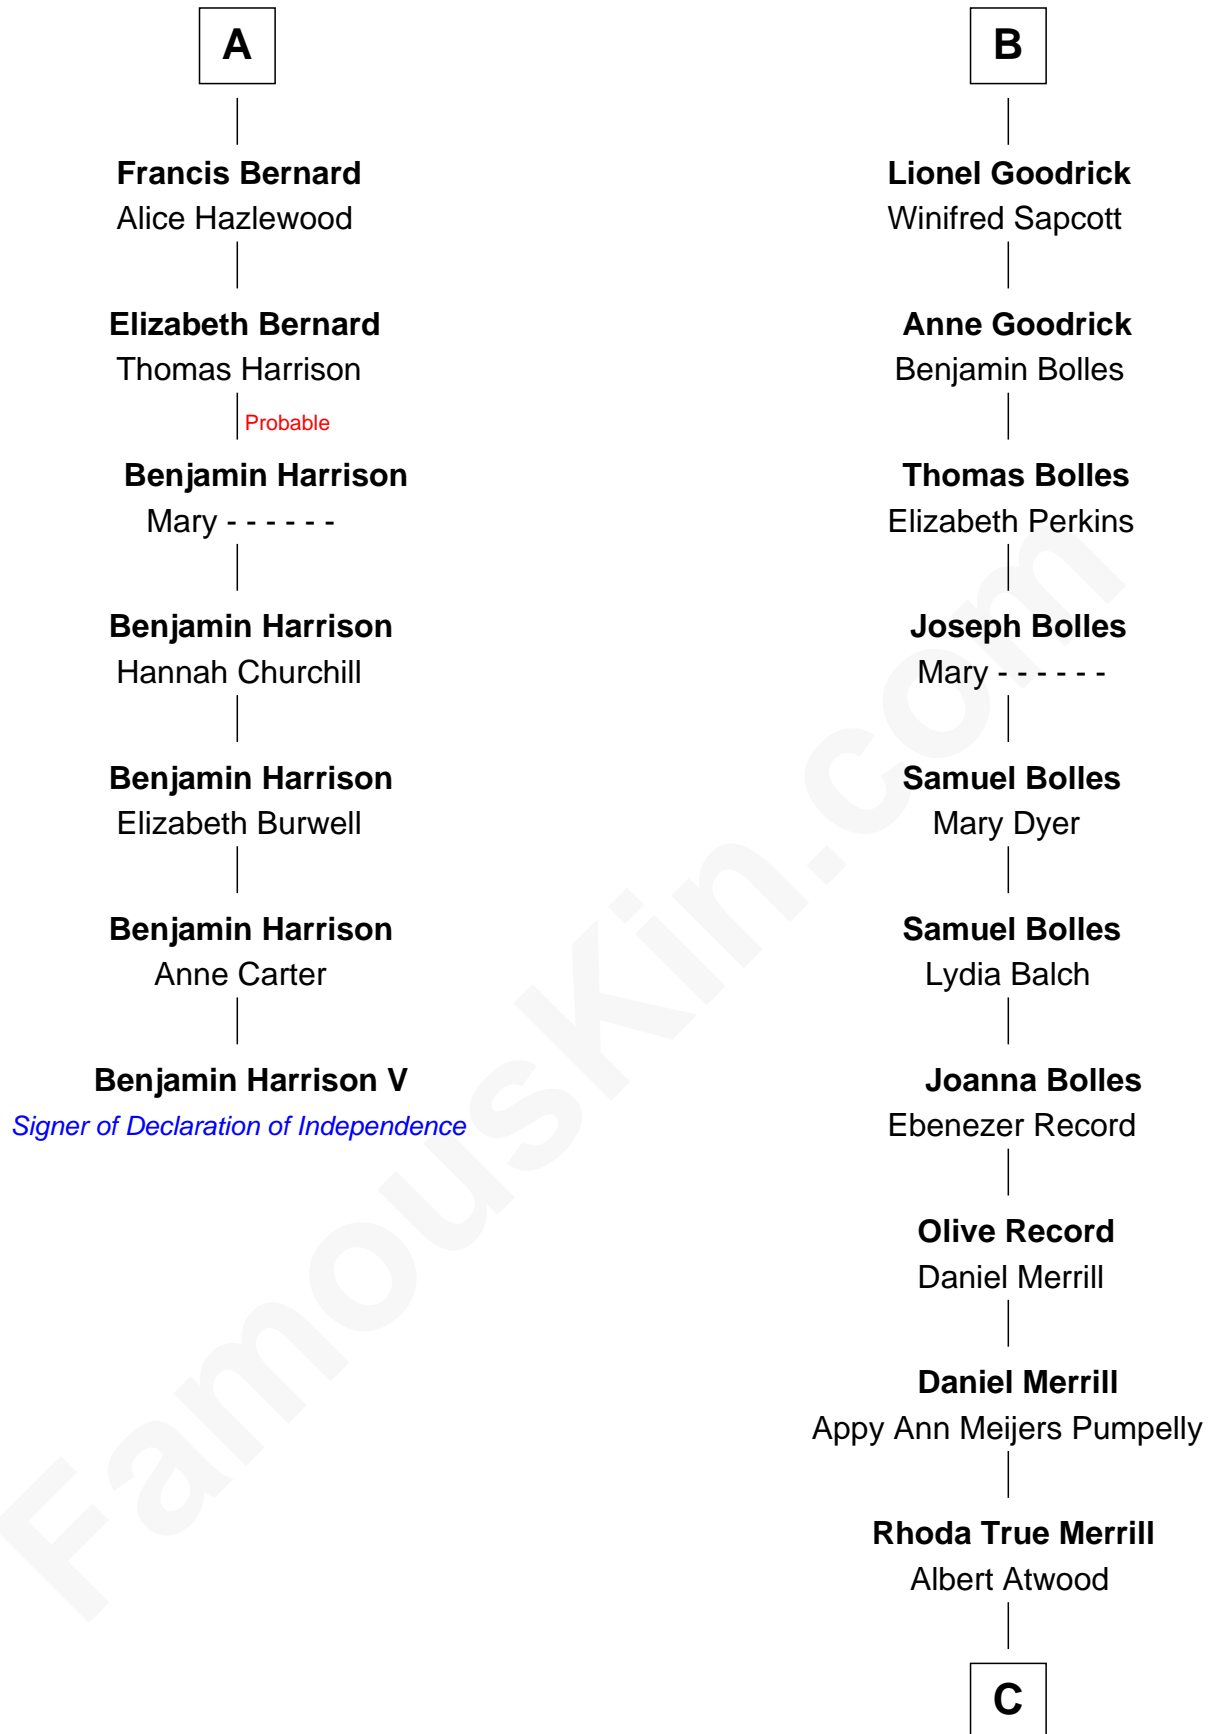 A
Francis Bernard
Alice Hazlewood
Elizabeth Bernard
Thomas Harrison
Probable
Benjamin Harrison
Mary - - - - - -
Benjamin Harrison
Hannah Churchill
Benjamin Harrison
Elizabeth Burwell
Benjamin Harrison
Anne Carter
Benjamin Harrison V
Signer of Declaration of Independence
B
Lionel Goodrick
Winifred Sapcott
Anne Goodrick
Benjamin Bolles
Thomas Bolles
Elizabeth Perkins
Joseph Bolles
Mary - - - - - -
Samuel Bolles
Mary Dyer
Samuel Bolles
Lydia Balch
Joanna Bolles
Ebenezer Record
Olive Record
Daniel Merrill
Daniel Merrill
Appy Ann Meijers Pumpelly
Rhoda True Merrill
Albert Atwood
C
FamousKin.com